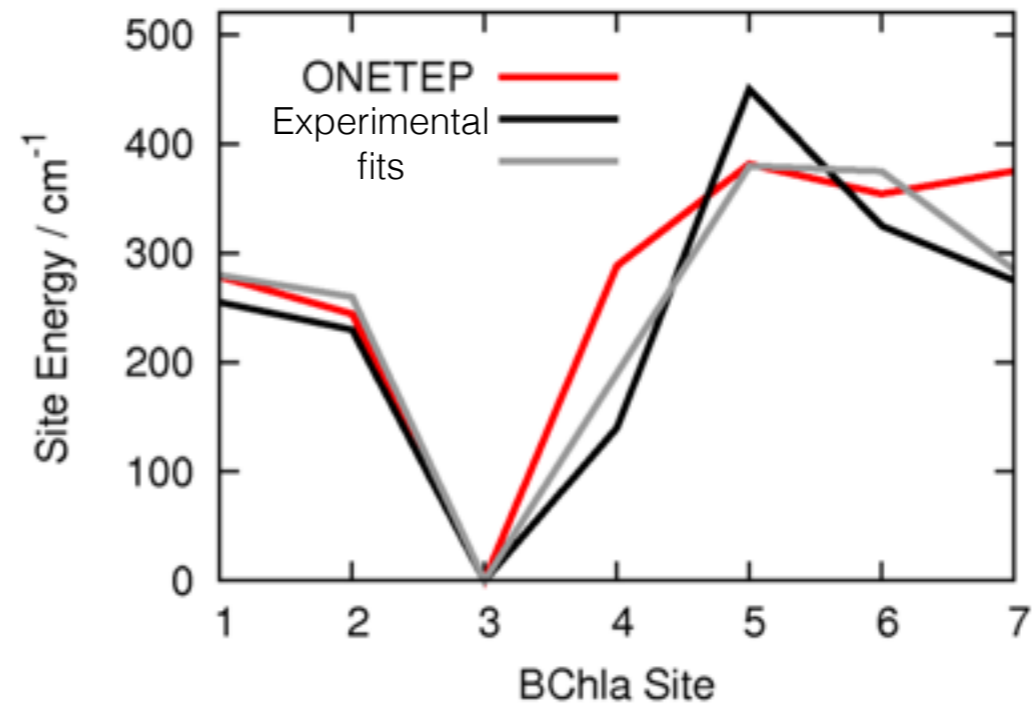 500
400
300
200
100
0
Site Energy / cm-1
ONETEP
Experimental
fits
1 2 3 4 5 6 7
BChla Site